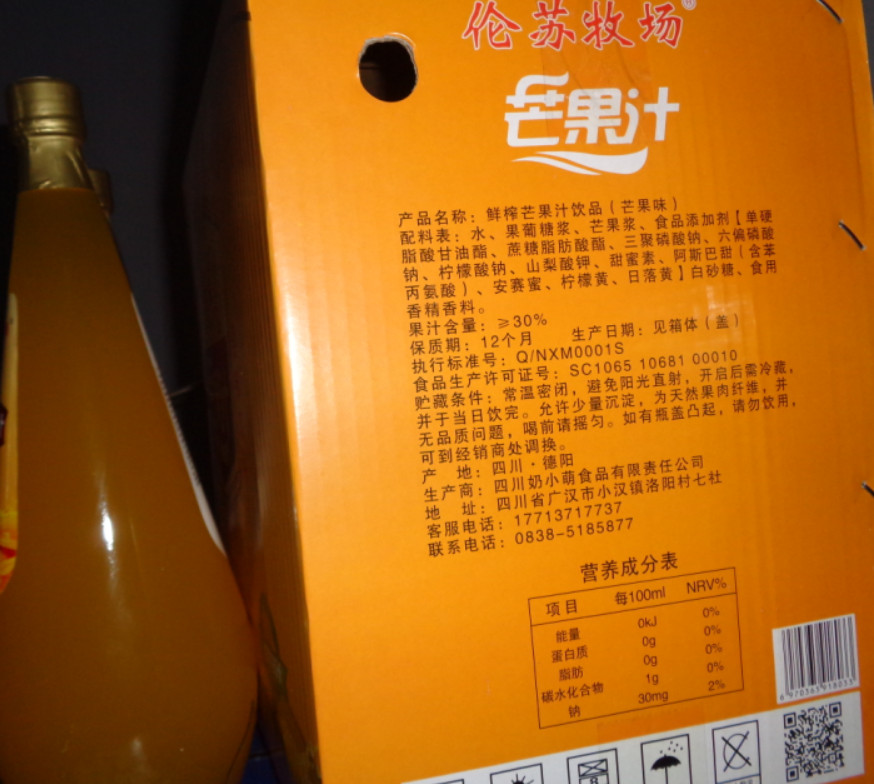 伦苏牧场®
芒果汁
产品名称：鲜榨芒果汁饮品（芒果味）
配料表：水、果葡糖浆、芒果浆、食品添加剂【单硬
脂酸甘油酯、蔗糖脂肪酸酯、三聚磷酸钠、六偏磷酸
钠、柠檬酸钠、山梨酸钾、甜蜜素、阿斯巴甜（含苯
丙氨酸）、安赛蜜、柠檬黄、日落黄】白砂糖、食用
香精香料。
果汁含量：≥30%
保质期：12个月 生产日期：见箱体（盖）
执行标准号：Q/NXM0001S
食品生产许可证号：SC1065 10681 00010
贮藏条件：常温密闭，避免阳光直射，开启后需冷藏，
并于当日饮完。允许少量沉淀，为天然果肉纤维，并
无品质问题，喝前请摇匀。如有瓶盖凸起，请勿饮用，
可到经销商处调换。
产 地：四川·德阳
生产商：四川奶小萌食品有限责任公司
地 址：四川省广汉市小汉镇洛阳村七社
客服电话：17713717737
联系电话：0838-5185877
营养成分表
项目 每100ml NRV%
能量 0kJ 0%
蛋白质 0g 0%
脂肪 0g 0%
碳水化合物 1g 0%
钠 30mg 2%